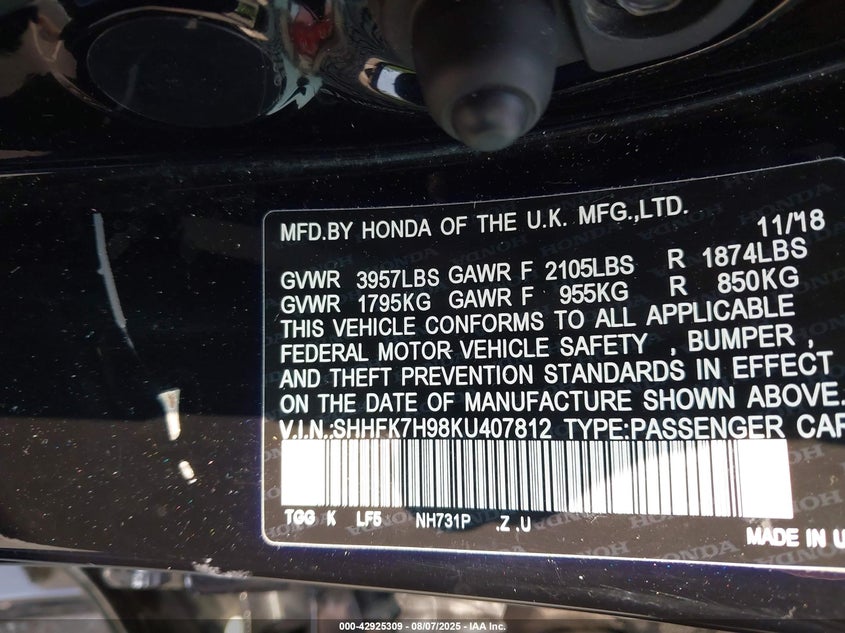 MFD.BY HONDA OF THE U.K. MFG.,LTD. 11/18
GVWR 3957LBS GAWR F 2105LBS R 1874LBS
GVWR 1795KG GAWR F 955KG R 850KG
THIS VEHICLE CONFORMS TO ALL APPLICABLE
FEDERAL MOTOR VEHICLE SAFETY , BUMPER ,
AND THEFT PREVENTION STANDARDS IN EFFECT
ON THE DATE OF MANUFACTURE SHOWN ABOVE.
V.I.N.:SHHFK7H98KU407812 TYPE:PASSENGER CAR
TGG K LF5 NH731P .Z .U
MADE IN U
000-42925309 - 08/07/2025 - IAA Inc.